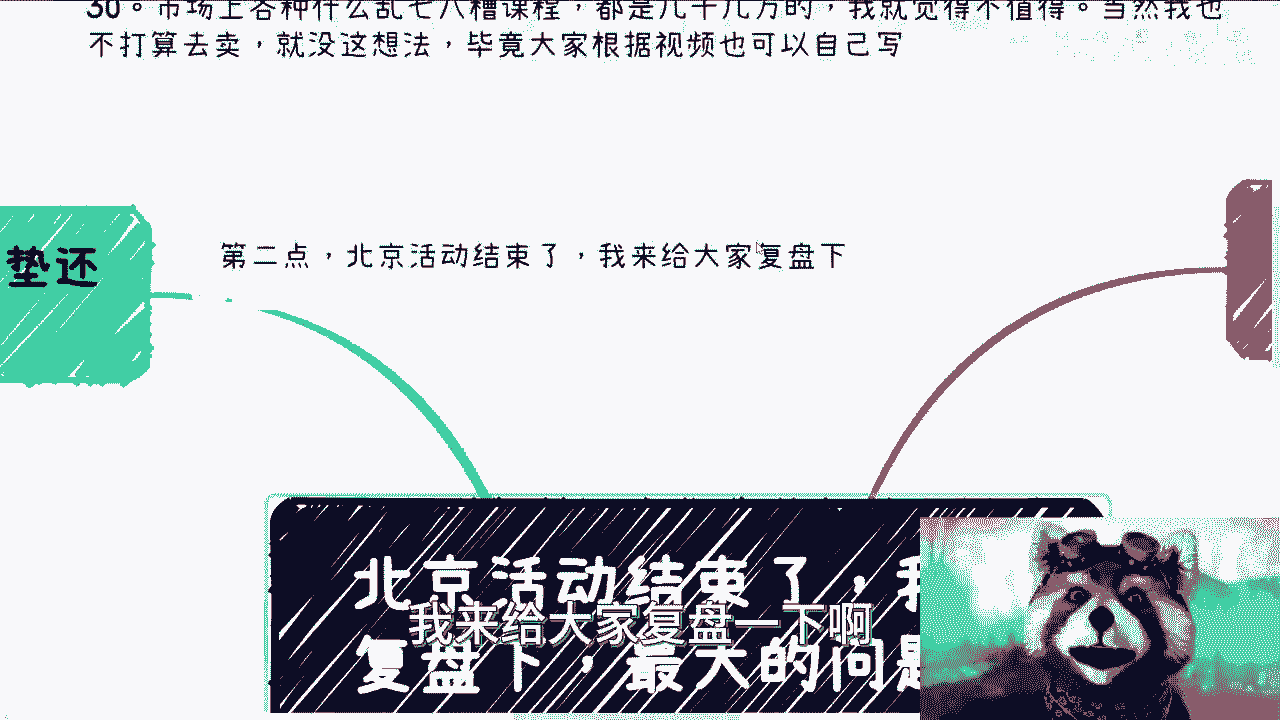 30。市场上各种什么乱七八糟课程，都是几千几万的，我就觉得不值得。当然我也
不打算去卖，就没这想法，毕竟大家根据视频也可以自己写
垫还
第二点，北京活动结束了，我来给大家复盘下
北京活动结束了，我
我来给大家复盘一下啊
复盘下，最大的问是